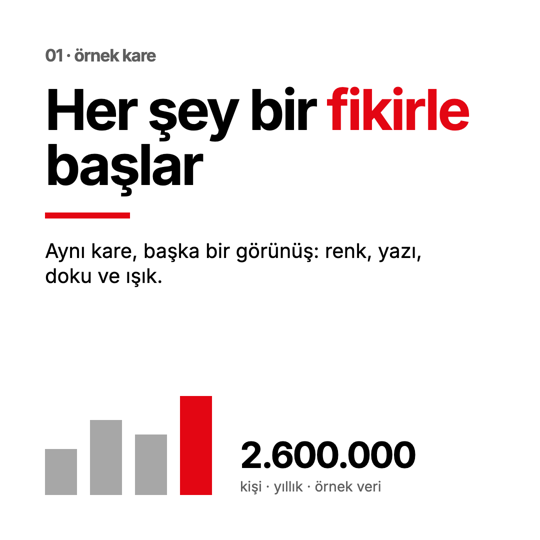 01 · örnek kare
Her şey bir fikirle
başlar
Aynı kare, başka bir görünüş: renk, yazı,
doku ve ışık.
2.600.000
kişi · yıllık · örnek veri